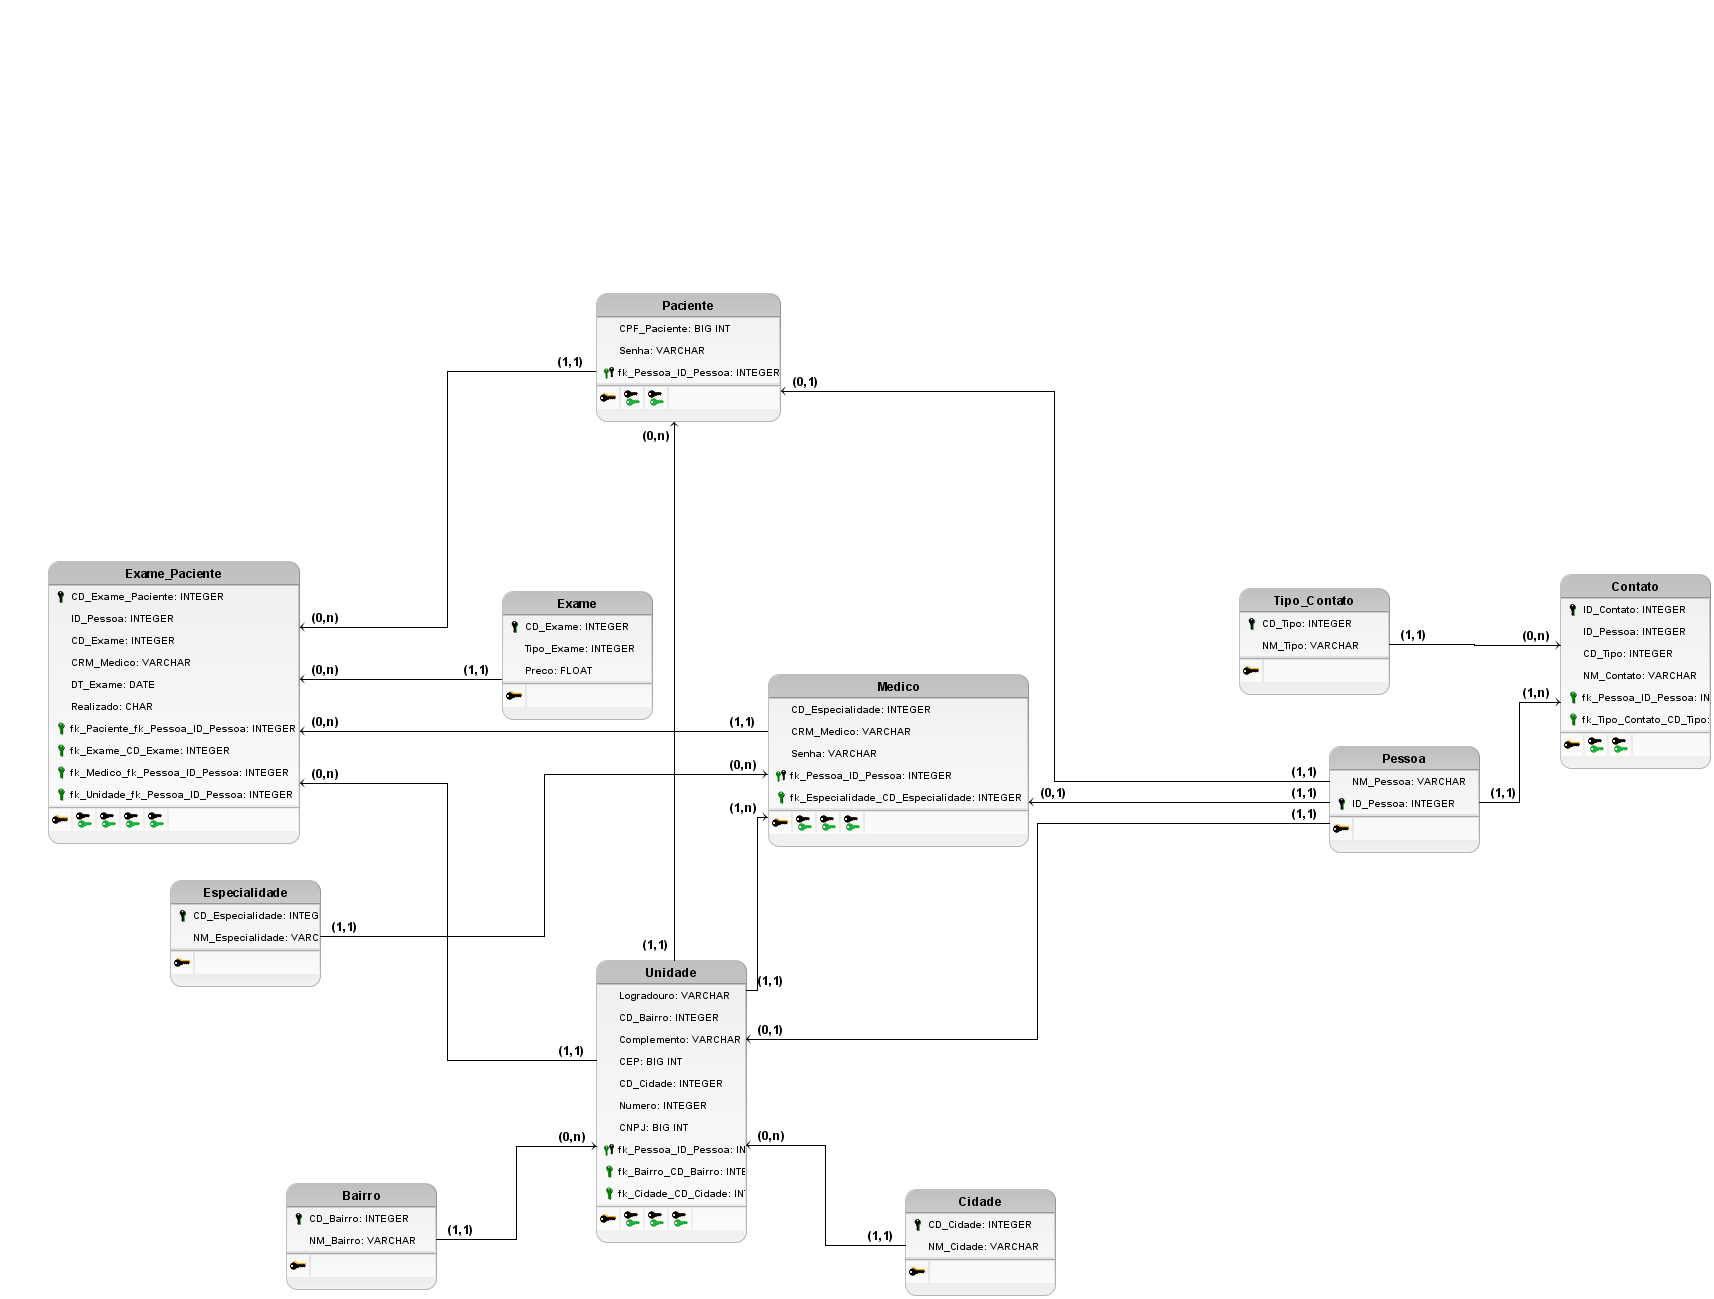 Paciente
CPF_Paciente: BIG INT
Senha: VARCHAR
fk_Pessoa_ID_Pessoa: INTEGER
(1,1)
(0,1)
(0,n)
Exame_Paciente
CD_Exame_Paciente: INTEGER
ID_Pessoa: INTEGER
CD_Exame: INTEGER
CRM_Medico: VARCHAR
DT_Exame: DATE
Realizado: CHAR
fk_Paciente_fk_Pessoa_ID_Pessoa: INTEGER
fk_Exame_CD_Exame: INTEGER
fk_Medico_fk_Pessoa_ID_Pessoa: INTEGER
fk_Unidade_fk_Pessoa_ID_Pessoa: INTEGER
(0,n)
(0,n)
(0,n)
(0,n)
Exame
CD_Exame: INTEGER
Tipo_Exame: INTEGER
Preco: FLOAT
(1,1)
Medico
CD_Especialidade: INTEGER
CRM_Medico: VARCHAR
Senha: VARCHAR
fk_Pessoa_ID_Pessoa: INTEGER
fk_Especialidade_CD_Especialidade: INTEGER
(1,1)
(0,n)
(1,n)
(0,1)
Tipo_Contato
CD_Tipo: INTEGER
NM_Tipo: VARCHAR
(1,1)
Contato
ID_Contato: INTEGER
ID_Pessoa: INTEGER
CD_Tipo: INTEGER
NM_Contato: VARCHAR
fk_Pessoa_ID_Pessoa: IN
fk_Tipo_Contato_CD_Tipo:
(0,n)
(1,n)
Pessoa
NM_Pessoa: VARCHAR
ID_Pessoa: INTEGER
(1,1)
(1,1)
(1,1)
(1,1)
Especialidade
CD_Especialidade: INTEG
NM_Especialidade: VARC
(1,1)
Unidade
Logradouro: VARCHAR
CD_Bairro: INTEGER
Complemento: VARCHAR
CEP: BIG INT
CD_Cidade: INTEGER
Numero: INTEGER
CNPJ: BIG INT
fk_Pessoa_ID_Pessoa: IN
fk_Bairro_CD_Bairro: INTE
fk_Cidade_CD_Cidade: IN
(1,1)
(1,1)
(0,1)
(1,1)
(0,n)
(0,n)
Bairro
CD_Bairro: INTEGER
NM_Bairro: VARCHAR
(1,1)
Cidade
CD_Cidade: INTEGER
NM_Cidade: VARCHAR
(1,1)